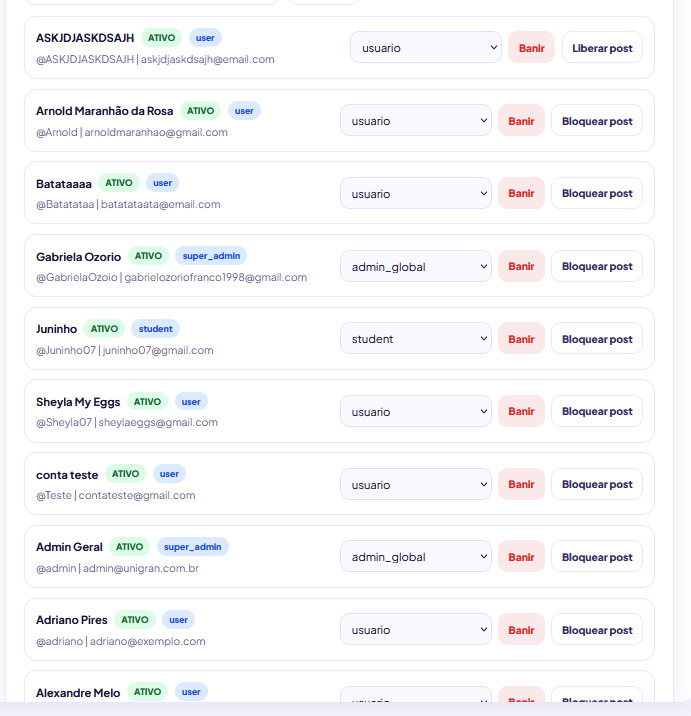 ASKJDJASKDSAJH ATIVO user
@ASKJDJASKDSAJH | askjdjaskdsajh@email.com
usuario Banir Liberar post
Arnold Maranhão da Rosa ATIVO user
@Arnold | arnoldmaranhao@gmail.com
usuario Banir Bloquear post
Batataaaa ATIVO user
@Batatataa | batatataata@email.com
usuario Banir Bloquear post
Gabriela Ozorio ATIVO super_admin
@GabrielaOzoio | gabrielozoriofranco1998@gmail.com
admin_global Banir Bloquear post
Juninho ATIVO student
@Juninho07 | juninho07@gmail.com
student Banir Bloquear post
Sheyla My Eggs ATIVO user
@Sheyla07 | sheylaeggs@gmail.com
usuario Banir Bloquear post
conta teste ATIVO user
@Teste | contateste@gmail.com
usuario Banir Bloquear post
Admin Geral ATIVO super_admin
@admin | admin@unigran.com.br
admin_global Banir Bloquear post
Adriano Pires ATIVO user
@adriano | adriano@exemplo.com
usuario Banir Bloquear post
Alexandre Melo ATIVO user
usuario Banir Bloquear post